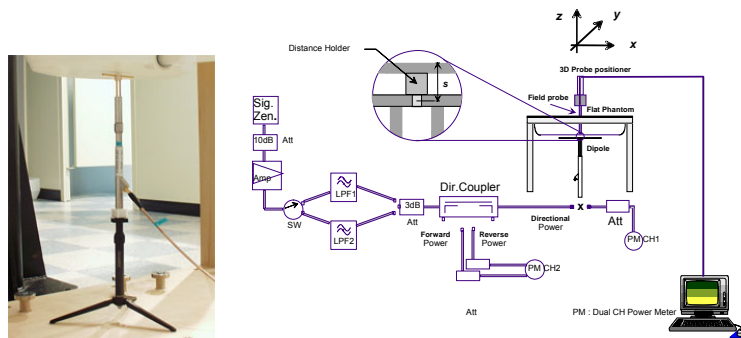 z
y
x
Distance Holder
s
3D Probe positioner
Field probe
Flat Phantom
Sig.
Zen.
10dB
Att
Amp
Dipole
SW
LPF1
LPF2
3dB
Att
Dir.Coupler
Forward
Power
Reverse
Power
Directional
Power
x
Att
PM CH1
PM CH2
Att
PM : Dual CH Power Meter